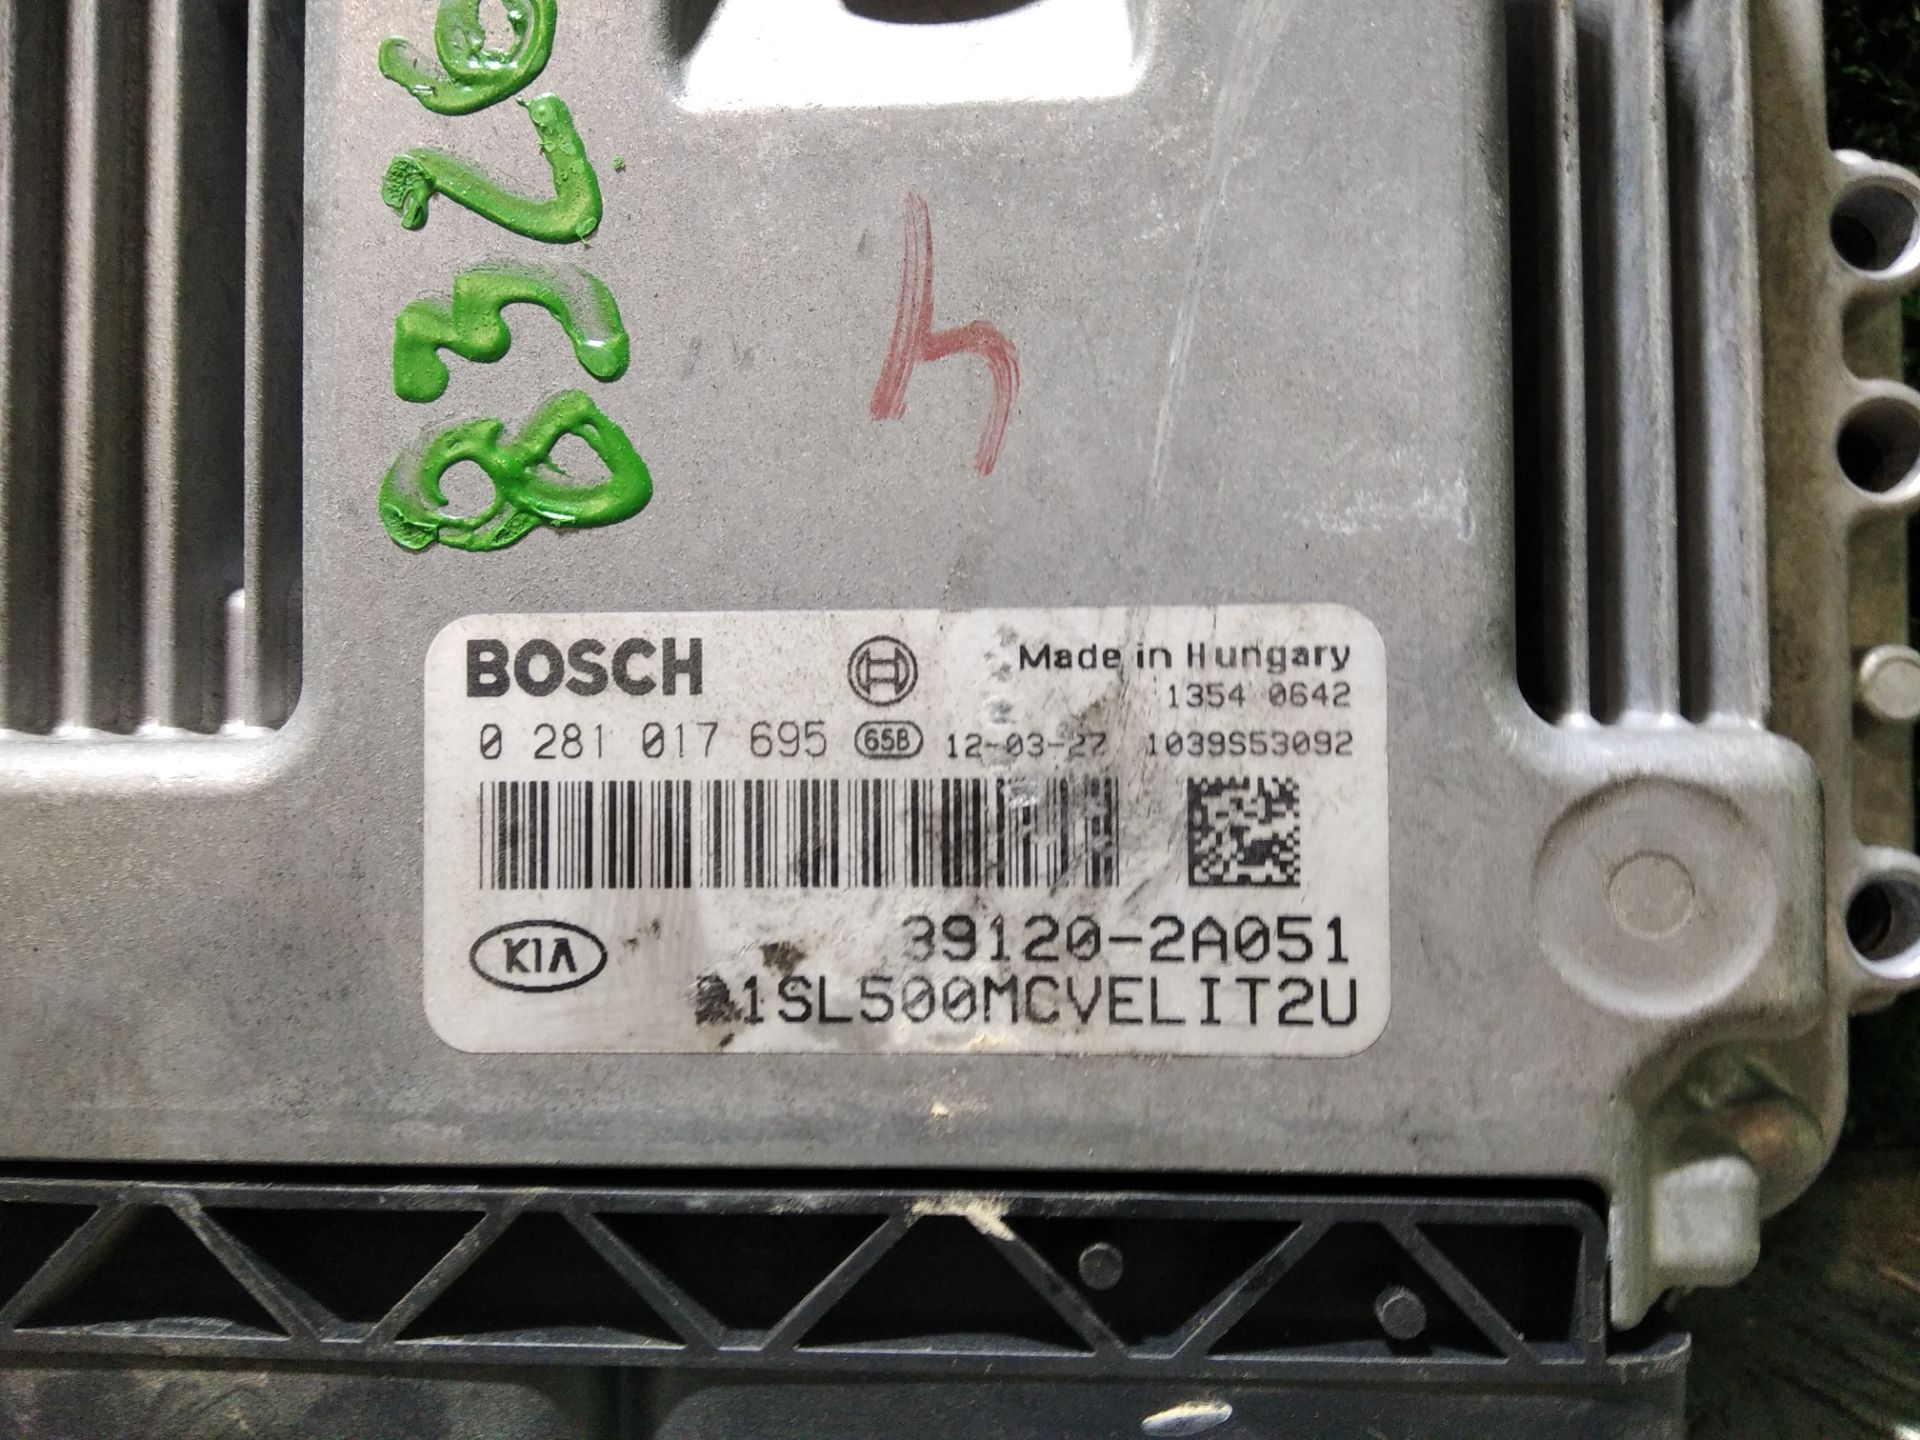 8326
4
BOSCH
Made in Hungary
1354 0642
0 281 017 695 65B 12-03-27 1039S53092
KIA 39120-2A051
1SL500MCVELIT2U